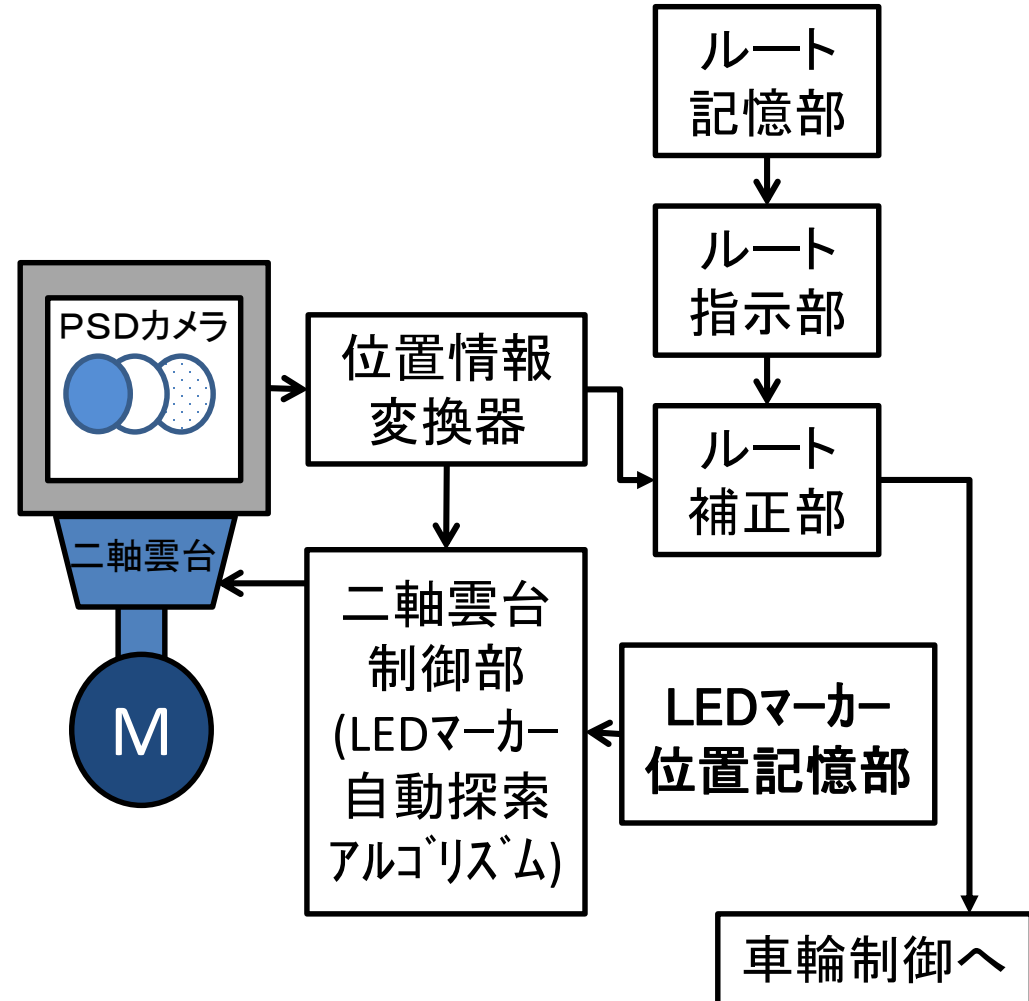 ルート
記憶部
ルート
指示部
PSDカメラ
位置情報
変換器
ルート
補正部
二軸雲台
二軸雲台
制御部
(LEDマーカー
自動探索
アルゴリズム)
LEDマーカー
位置記憶部
M
車輪制御へ